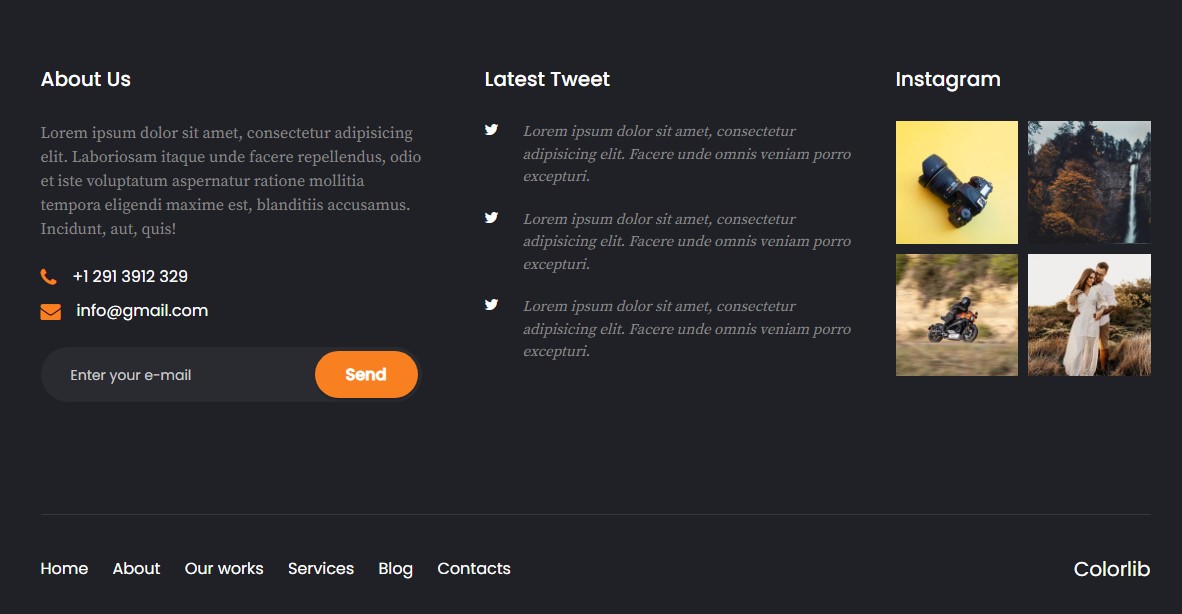 About Us
Lorem ipsum dolor sit amet, consectetur adipisicing
elit. Laboriosam itaque unde facere repellendus, odio
et iste voluptatum aspernatur ratione mollitia
tempora eligendi maxime est, blanditiis accusamus.
Incidunt, aut, quis!
+1 291 3912 329
info@gmail.com
Enter your e-mail
Send
Latest Tweet
Lorem ipsum dolor sit amet, consectetur
adipisicing elit. Facere unde omnis veniam porro
excepturi.
Lorem ipsum dolor sit amet, consectetur
adipisicing elit. Facere unde omnis veniam porro
excepturi.
Lorem ipsum dolor sit amet, consectetur
adipisicing elit. Facere unde omnis veniam porro
excepturi.
Instagram
Home About Our works Services Blog Contacts
Colorlib